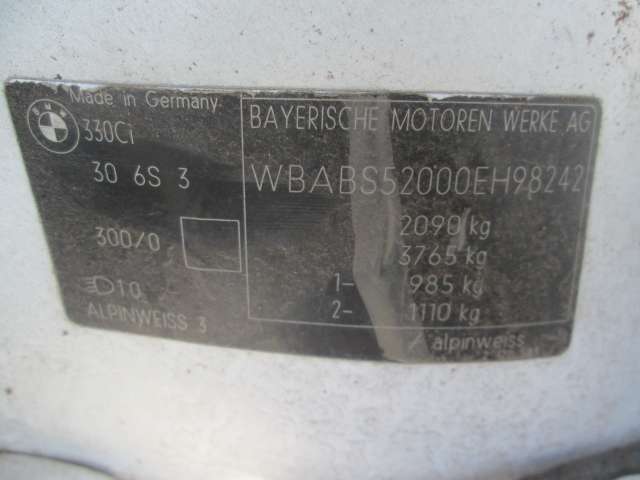 BMW
Made in Germany
330Ci
30 6S 3
300/0
10
ALPINWEISS 3
BAYERISCHE MOTOREN WERKE AG
WBABS52000EH98242
2090 kg
3765 kg
1- 985 kg
2- 1110 kg
alpinweiss